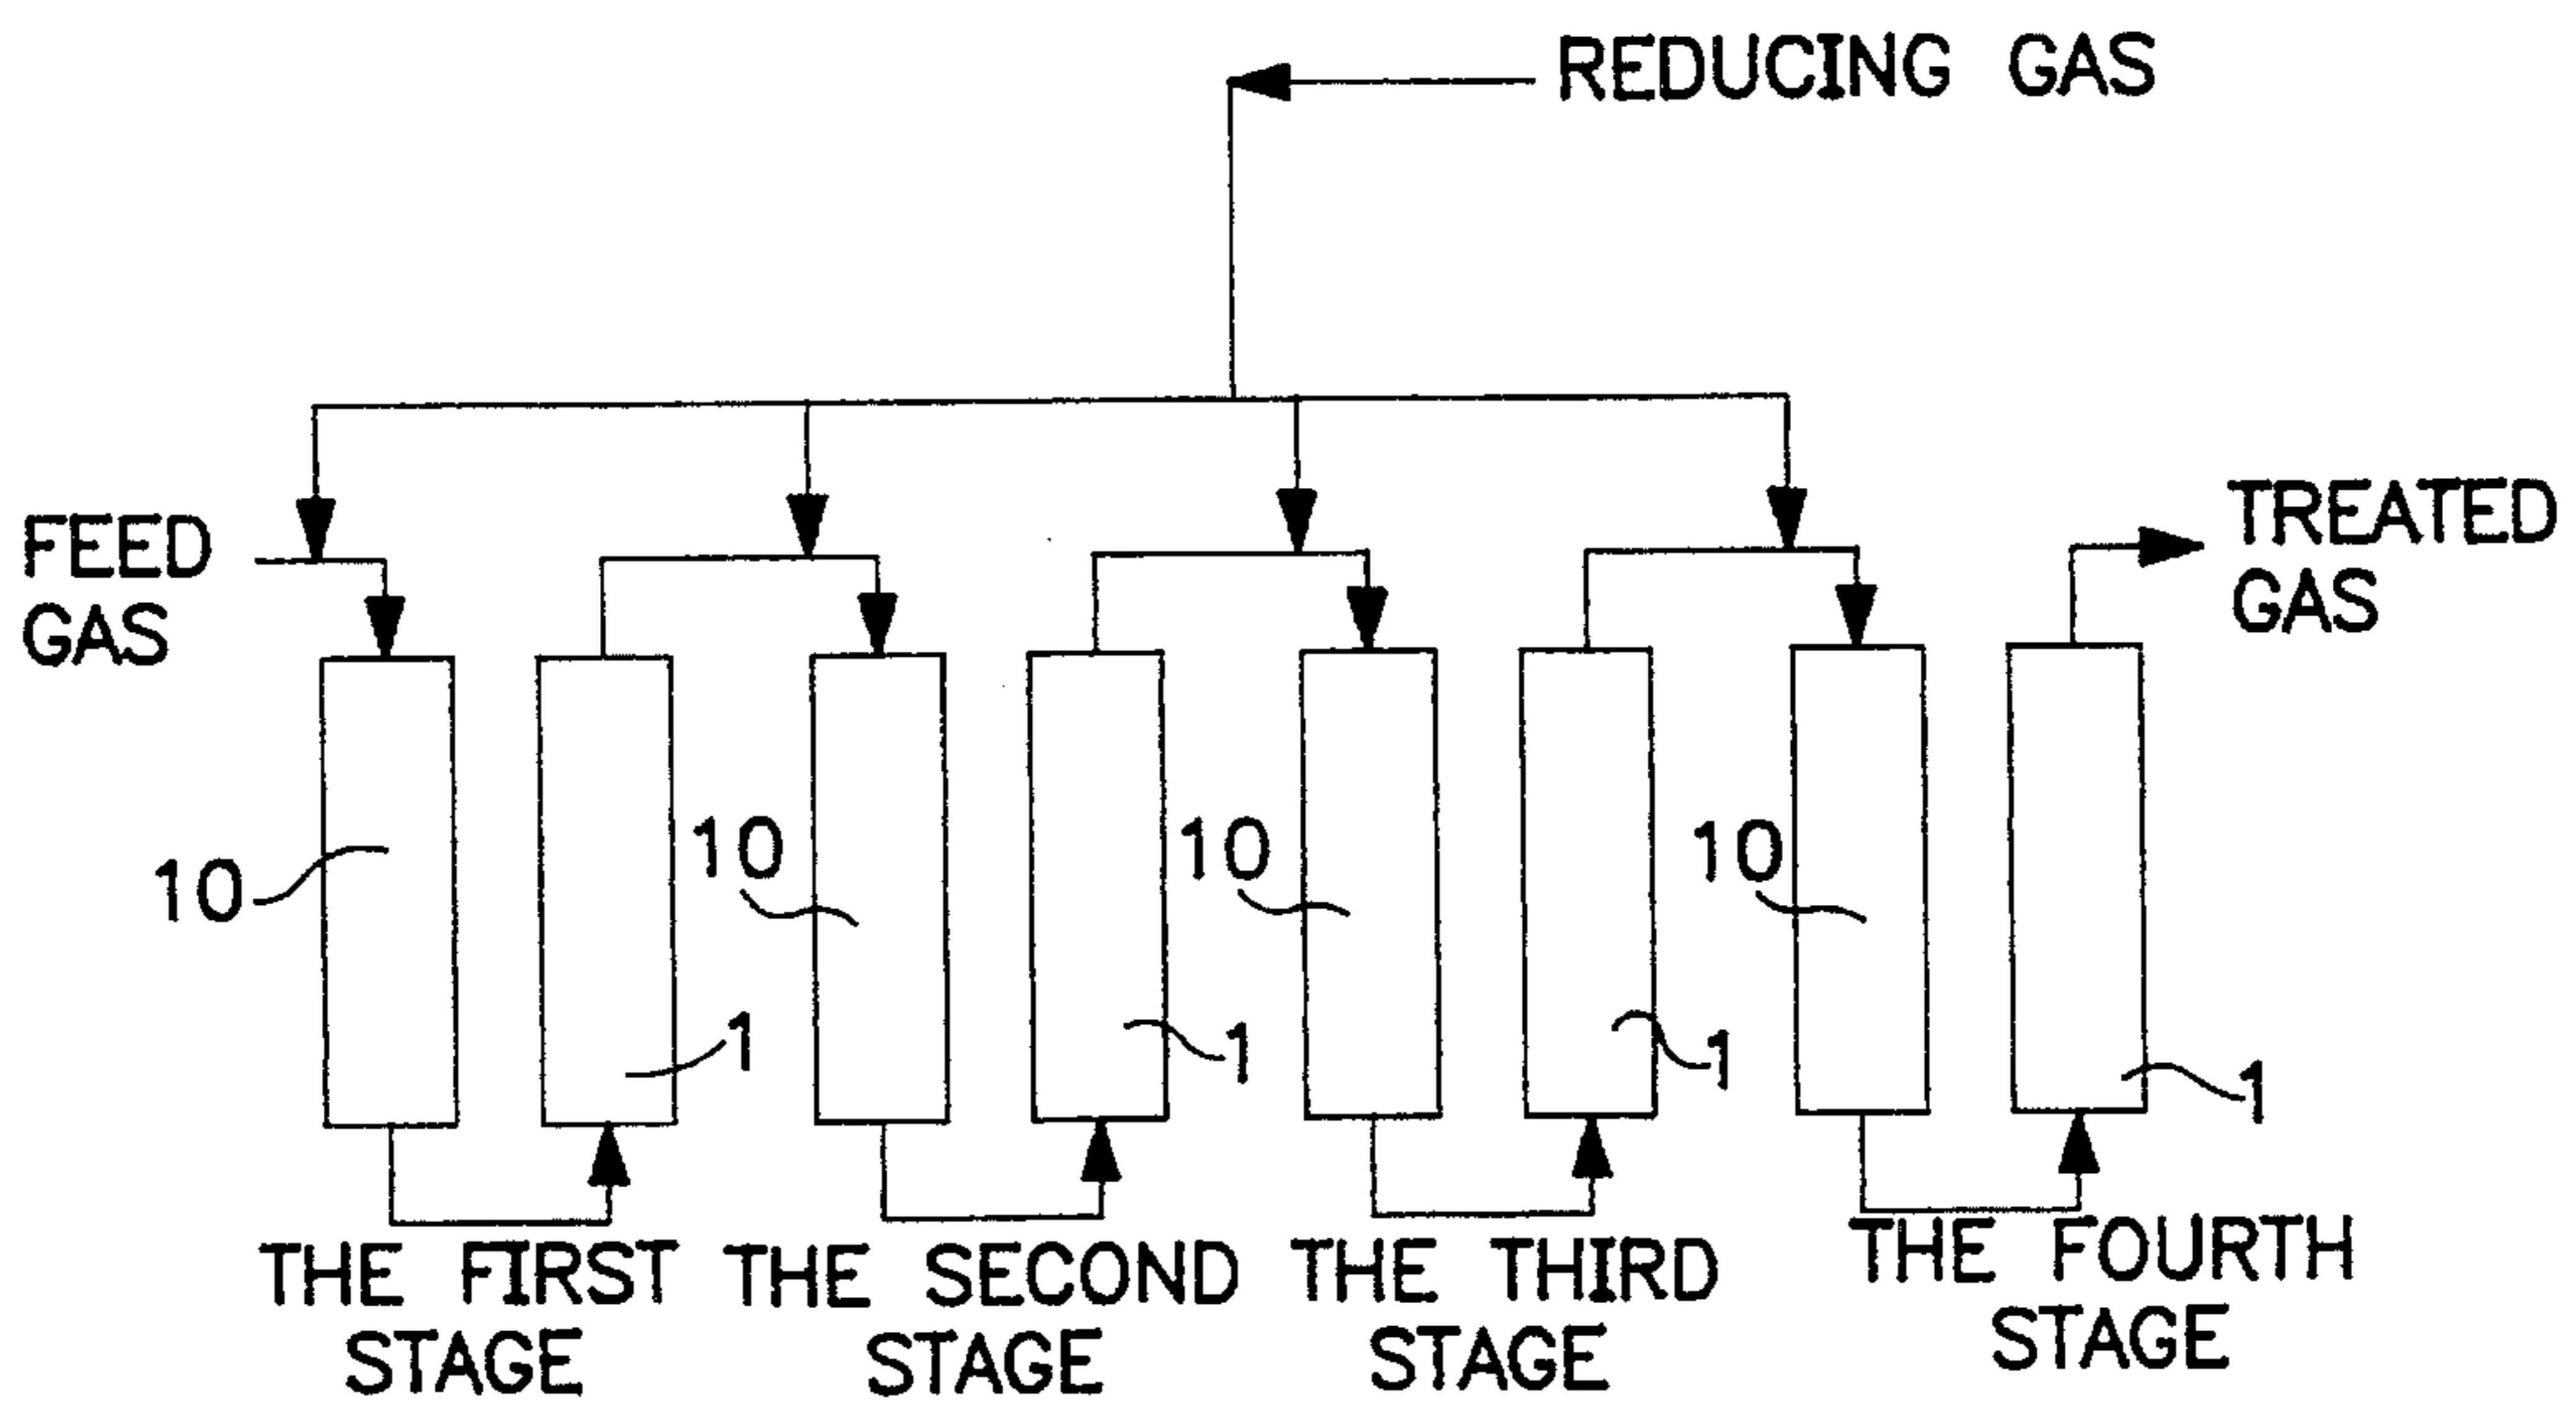 REDUCING GAS
FEED
GAS
TREATED
GAS
10
10
10
10
1
1
1
1
THE FIRST
STAGE
THE SECOND
STAGE
THE THIRD
STAGE
THE FOURTH
STAGE